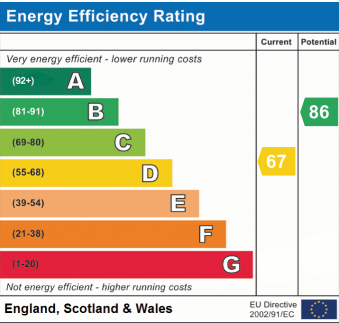 Energy Efficiency Rating
Current Potential
Very energy efficient - lower running costs
(92+) A
(81-91) B
86
(69-80) C
(55-68) D
67
(39-54) E
(21-38) F
(1-20) G
Not energy efficient - higher running costs
England, Scotland & Wales
EU Directive
2002/91/EC